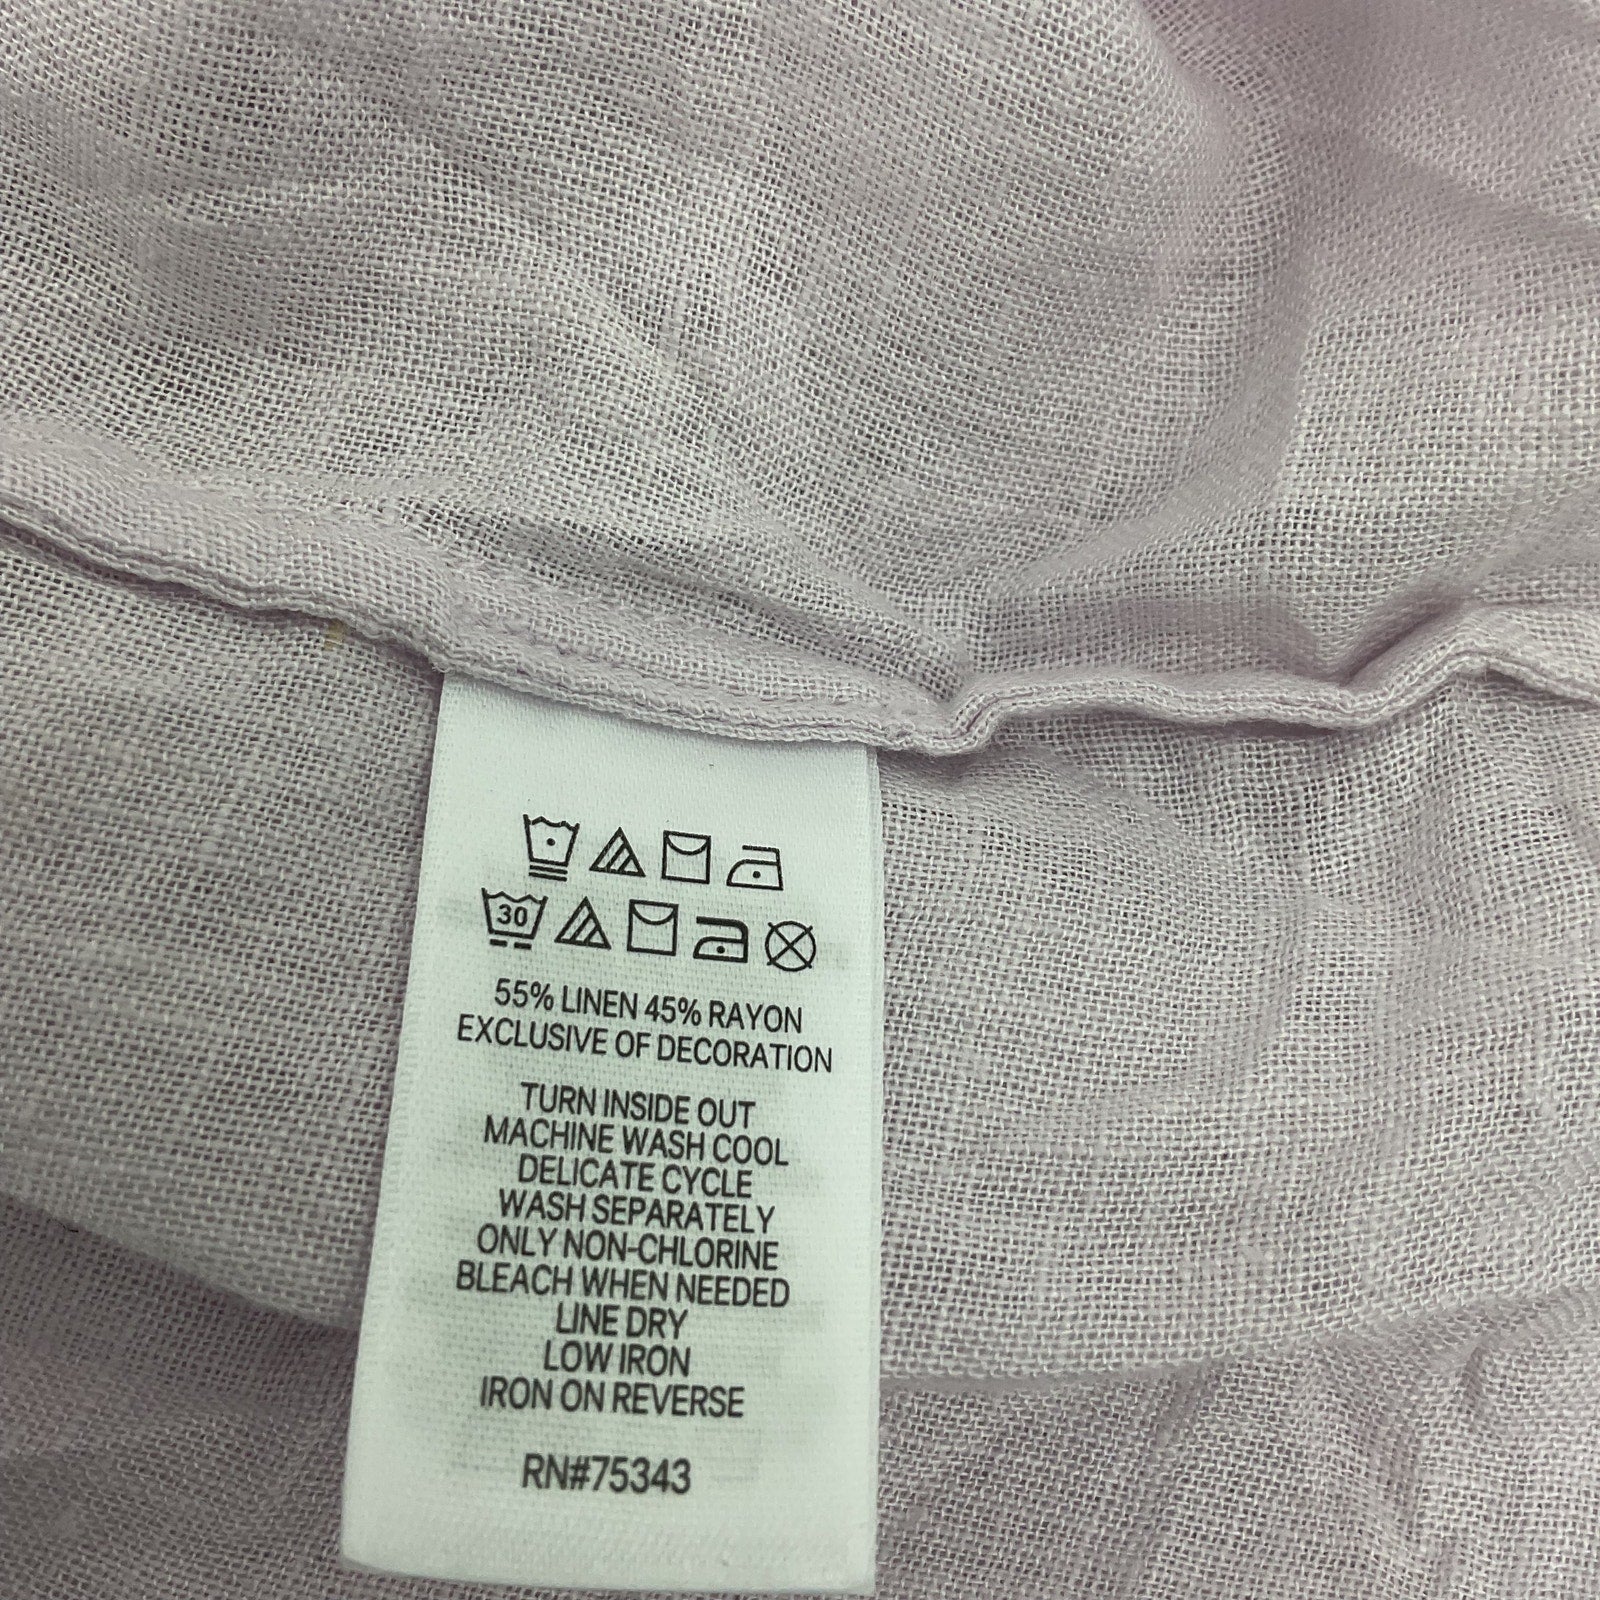 30
55% LINEN 45% RAYON
EXCLUSIVE OF DECORATION
TURN INSIDE OUT
MACHINE WASH COOL
DELICATE CYCLE
WASH SEPARATELY
ONLY NON-CHLORINE
BLEACH WHEN NEEDED
LINE DRY
LOW IRON
IRON ON REVERSE
RN#75343